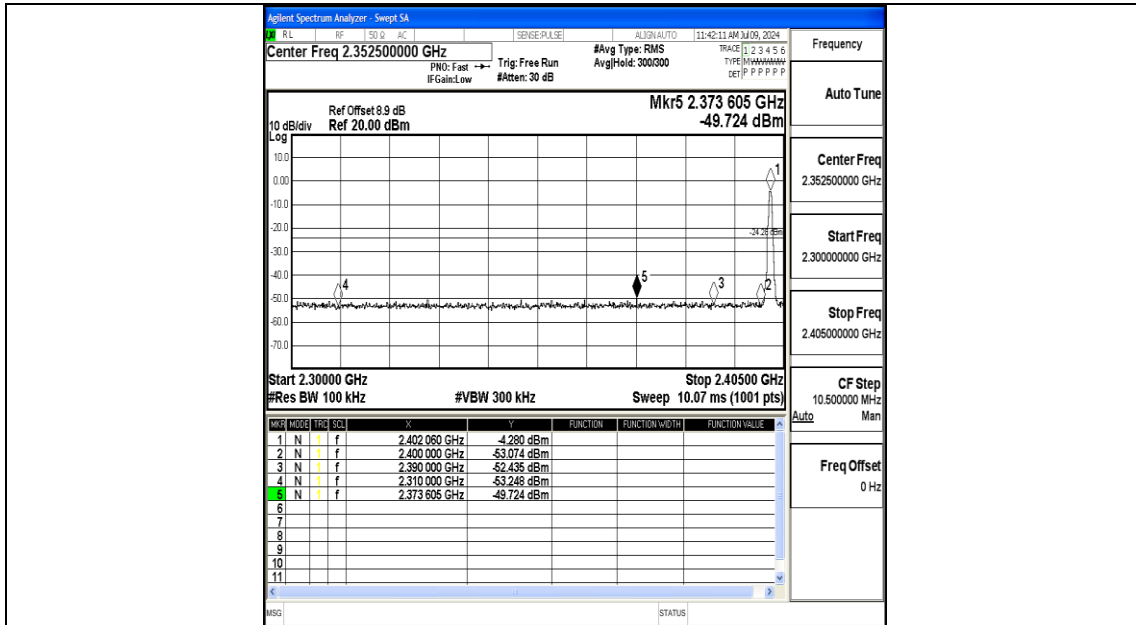 Agilent Spectrum Analyzer - Swept SA
RL RF 50 Ω AC SENSE:PULSE ALIGN AUTO 11:42:11 AM Jul 09, 2024
Center Freq 2.352500000 GHz
PNO: Fast
IFGain:Low
Trig: Free Run
#Atten: 30 dB
#Avg Type: RMS
Avg|Hold: 300/300
TRACE 1 2 3 4 5 6
TYPE MWWWWW
DET P P P P P P
Mkr5 2.373 605 GHz
-49.724 dBm
Ref Offset 8.9 dB
10 dB/div Ref 20.00 dBm
Log
10.0
0.00
-10.0
-20.0
-30.0
-40.0
-50.0
-60.0
-70.0
1
-24.28 dBm
4
5
3
2
Start 2.30000 GHz Stop 2.40500 GHz
#Res BW 100 kHz #VBW 300 kHz Sweep 10.07 ms (1001 pts)
MKR MODE TRC SCL X Y FUNCTION FUNCTION WIDTH FUNCTION VALUE
1 N 1 f 2.402 060 GHz -4.280 dBm
2 N 1 f 2.400 000 GHz -53.074 dBm
3 N 1 f 2.390 000 GHz -52.435 dBm
4 N 1 f 2.310 000 GHz -53.248 dBm
5 N 1 f 2.373 605 GHz -49.724 dBm
6
7
8
9
10
11
MSG STATUS
Frequency
Auto Tune
Center Freq
2.352500000 GHz
Start Freq
2.300000000 GHz
Stop Freq
2.405000000 GHz
CF Step
10.500000 MHz
Auto Man
Freq Offset
0 Hz